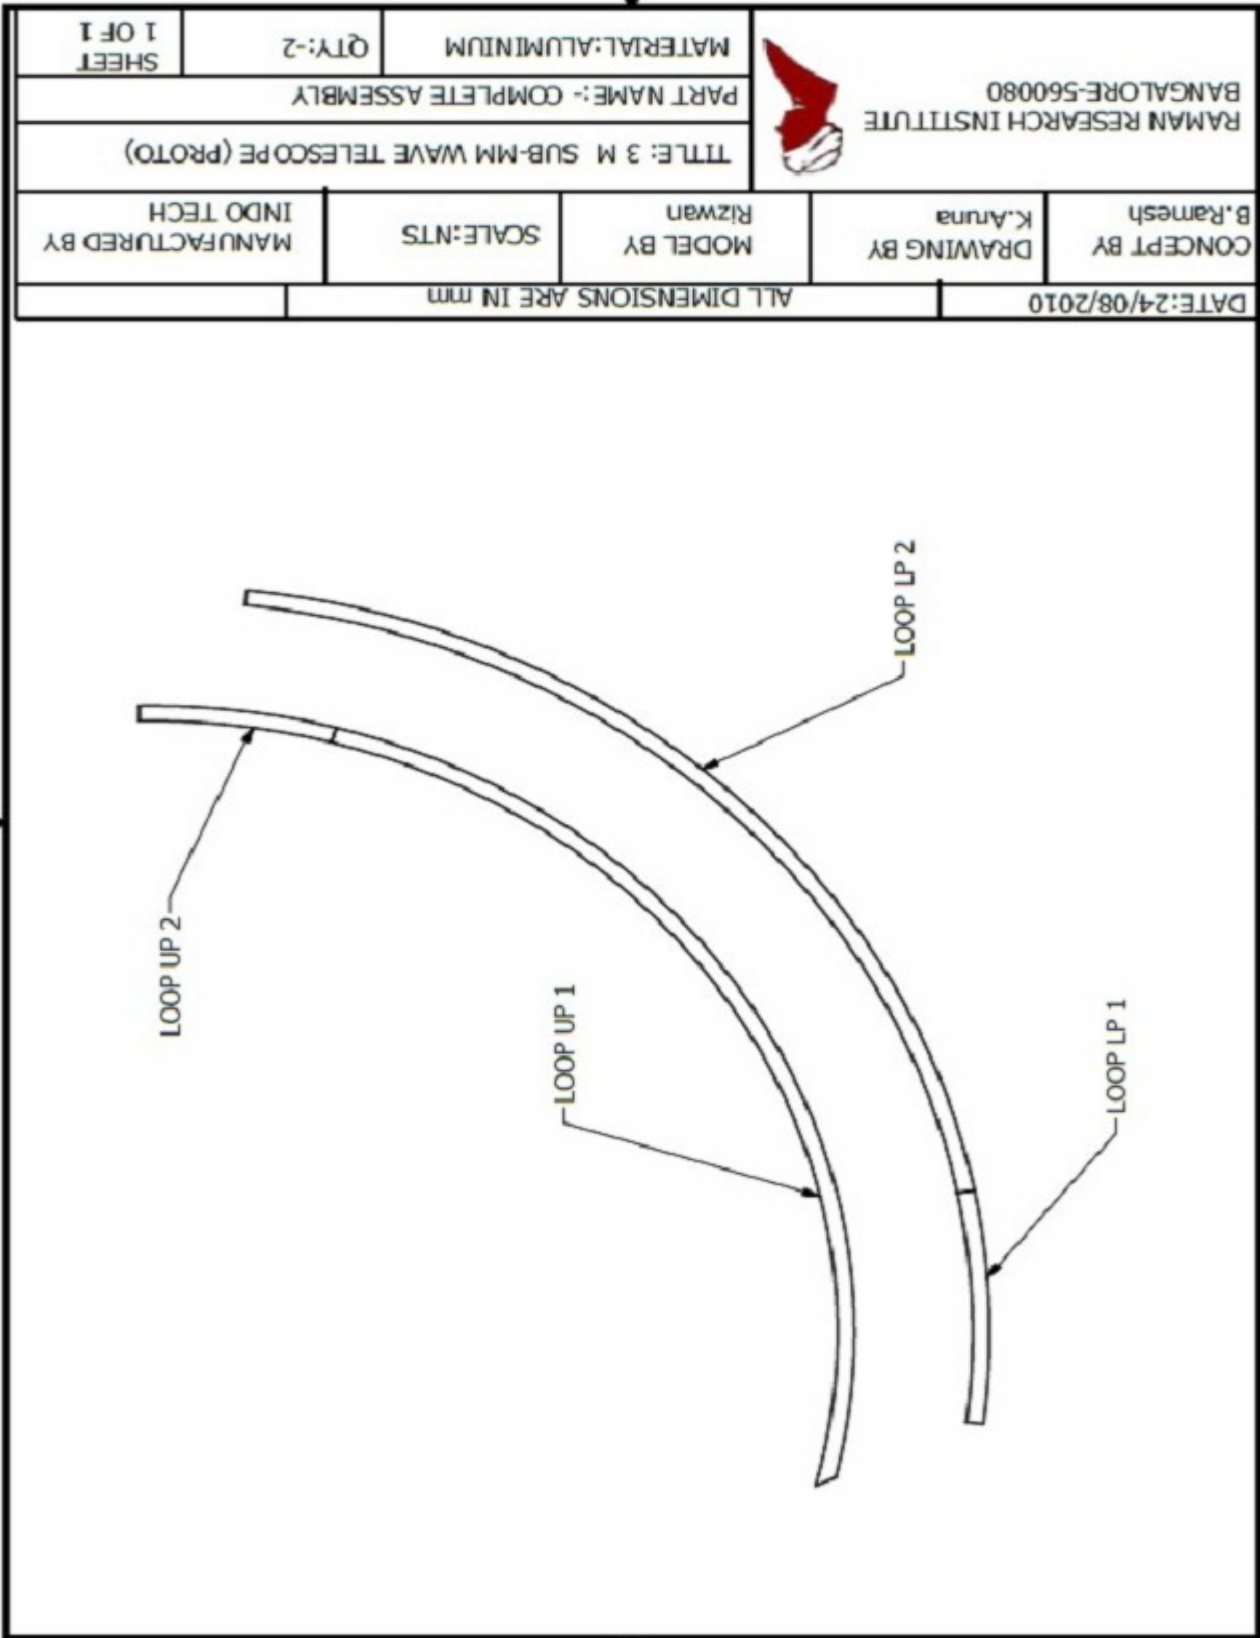 LOOP LP 2
LOOP UP 2
LOOP UP 1
LOOP LP 1
DATE:24/08/2010
ALL DIMENSIONS ARE IN mm
CONCEPT BY
B.Ramesh
DRAWING BY
K.Aruna
MODEL BY
Rizwan
SCALE:NTS
MANUFACTURED BY
INDO TECH
RAMAN RESEARCH INSTITUTE
BANGALORE-560080
TITLE: 3 M SUB-MM WAVE TELESCOPE (PROTO)
PART NAME:- COMPLETE ASSEMBLY
MATERIAL:ALUMINIUM
QTY:-2
SHEET
1 OF 1